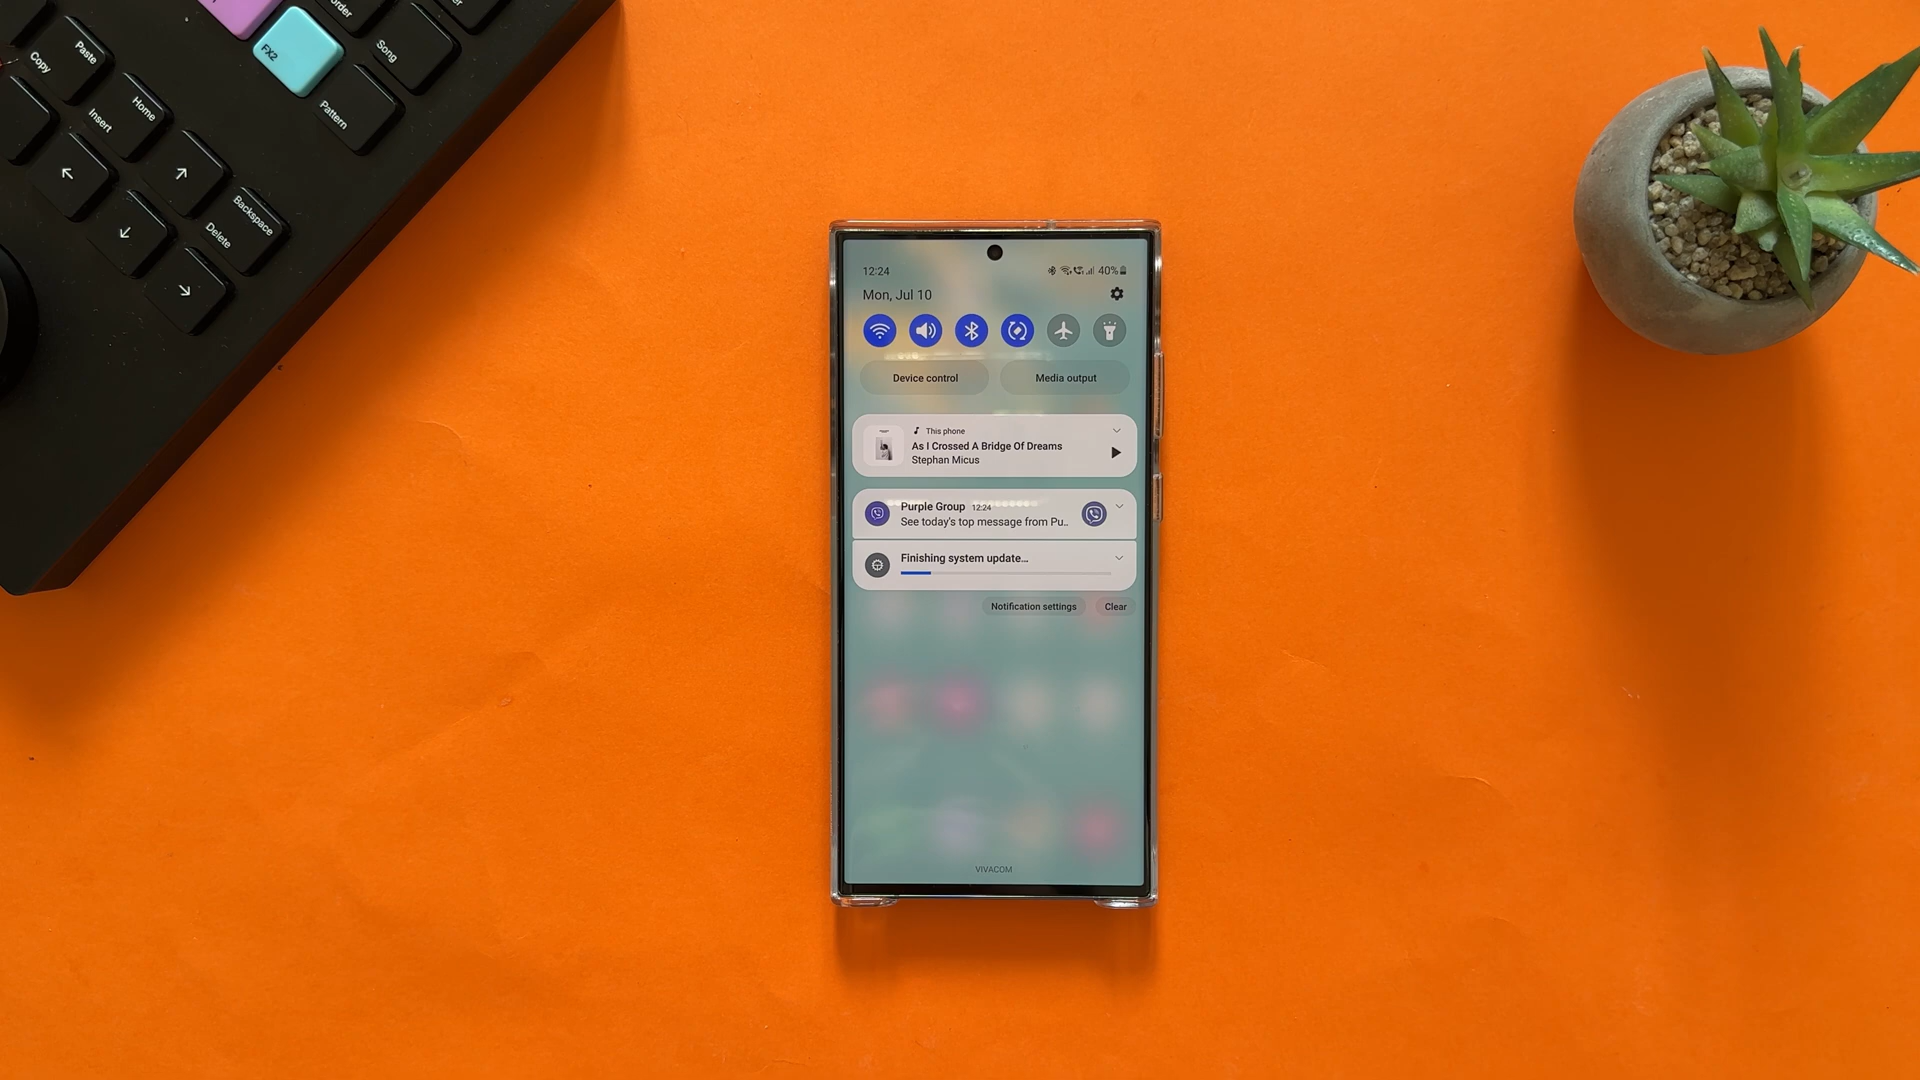 Paste
Copy
Home
Insert
FX2
Song
Pattern
Backspace
Delete
12:24
40%
Mon, Jul 10
Device control
Media output
This phone
As I Crossed A Bridge Of Dreams
Stephan Micus
Purple Group 12:24
See today's top message from Pu..
Finishing system update...
Notification settings
Clear
VIVACOM